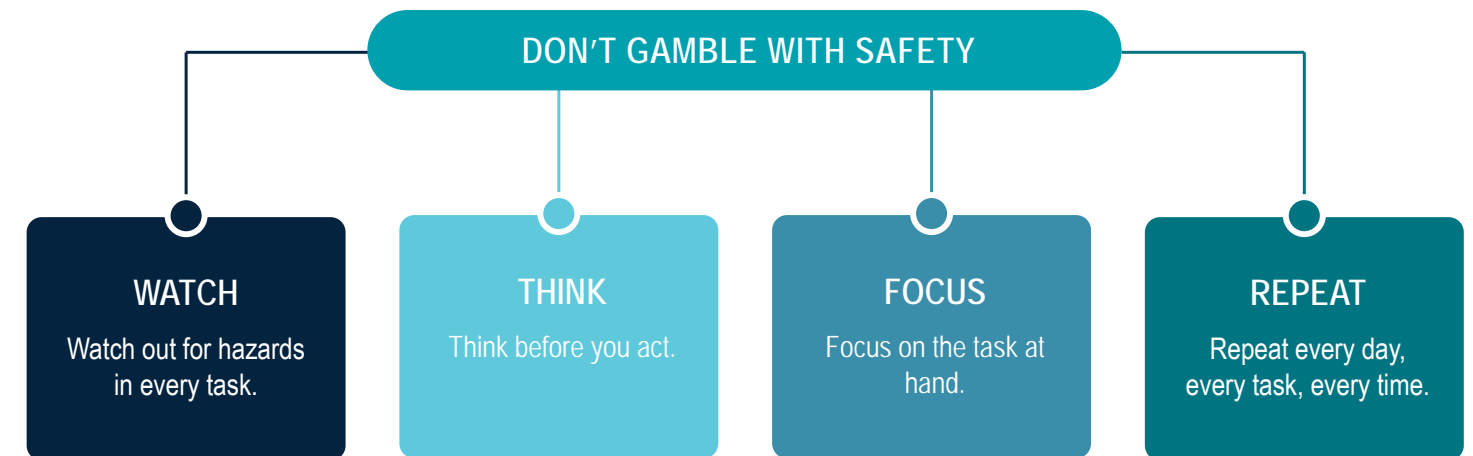 DON'T GAMBLE WITH SAFETY
WATCH
Watch out for hazards
in every task.
THINK
Think before you act.
FOCUS
Focus on the task at
hand.
REPEAT
Repeat every day,
every task, every time.